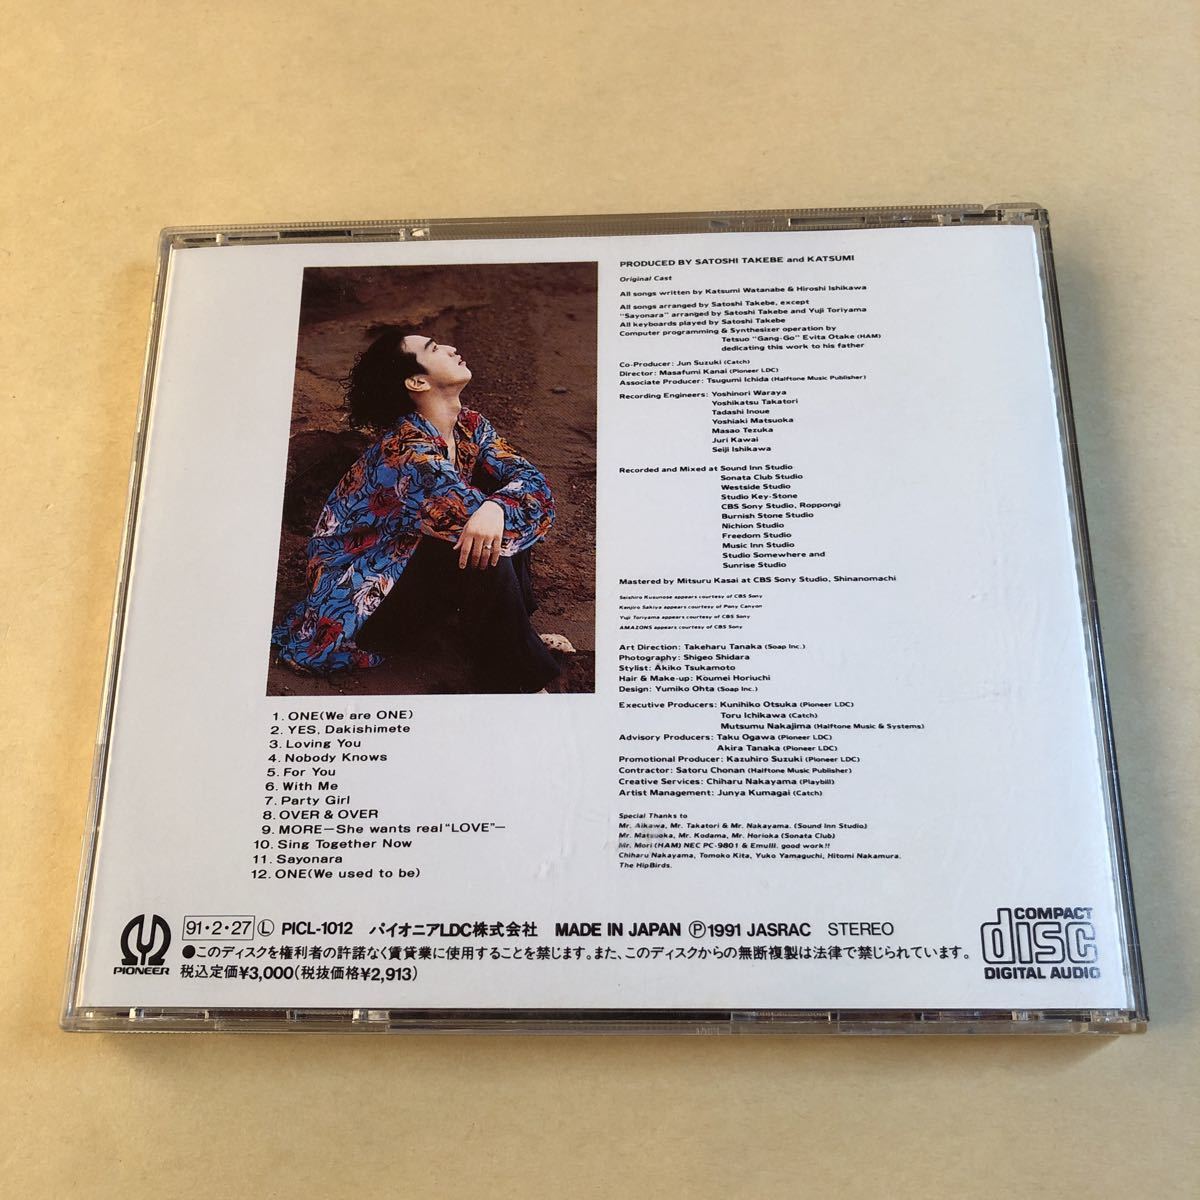 PRODUCED BY SATOSHI TAKEBE and KATSUMI
Original Cast
All songs written by Katsumi Watanabe & Hiroshi Ishikawa
All songs arranged by Satoshi Takebe, except
"Sayonara" arranged by Satoshi Takebe and Yuji Toriyama
All keyboards played by Satoshi Takebe
Computer programming & Synthesizer operation by
Tetsuo "Gang-Go" Evita Otake (HAM)
dedicating this work to his father
Co-Producer: Jun Suzuki (Catch)
Director: Masafumi Kanai (Pioneer LDC)
Associate Producer: Tsugumi Ichida (Halftone Music Publisher)
Recording Engineers: Yoshinori Waraya
Yoshikatsu Takatori
Tadashi Inoue
Yoshiaki Matsuoka
Masao Tezuka
Juri Kawai
Seiji Ishikawa
Recorded and Mixed at Sound Inn Studio
Sonata Club Studio
Westside Studio
Studio Key-Stone
CBS Sony Studio, Roppongi
Burnish Stone Studio
Nichion Studio
Freedom Studio
Music Inn Studio
Studio Somewhere and
Sunrise Studio
Mastered by Mitsuru Kasai at CBS Sony Studio, Shinanomachi
Seishiro Kusunose appears courtesy of CBS Sony
Kenjiro Sakiya appears courtesy of Pony Canyon
Yuji Toriyama appears courtesy of CBS Sony
AMAZONS appears courtesy of CBS Sony
Art Direction: Takeharu Tanaka (Soap Inc.)
Photography: Shigeo Shidara
Stylist: Akiko Tsukamoto
Hair & Make-up: Koumei Horiuchi
Design: Yumiko Ohta (Soap Inc.)
Executive Producers: Kunihiko Otsuka (Pioneer LDC)
Toru Ichikawa (Catch)
Mutsumu Nakajima (Halftone Music & Systems)
Advisory Producers: Taku Ogawa (Pioneer LDC)
Akira Tanaka (Pioneer LDC)
Promotional Producer: Kazuhiro Suzuki (Pioneer LDC)
Contractor: Satoru Chonan (Halftone Music Publisher)
Creative Services: Chiharu Nakayama (Playbill)
Artist Management: Junya Kumagai (Catch)
Special Thanks to
Mr. Aikawa, Mr. Takatori & Mr. Nakayama. (Sound Inn Studio)
Mr. Matsuoka, Mr. Kodama, Mr. Horioka (Sonata Club)
Mr. Mori (HAM) NEC PC-9801 & EmuIII. good work!!
Chiharu Nakayama, Tomoko Kita, Yuko Yamaguchi, Hitomi Nakamura.
The HipBirds.
1. ONE(We are ONE)
2. YES, Dakishimete
3. Loving You
4. Nobody Knows
5. For You
6. With Me
7. Party Girl
8. OVER & OVER
9. MORE—She wants real "LOVE"—
10. Sing Together Now
11. Sayonara
12. ONE(We used to be)
PIONEER
91・2・27 Ⓛ PICL-1012 パイオニアLDC株式会社 MADE IN JAPAN Ⓟ1991 JASRAC STEREO
●このディスクを権利者の許諾なく賃貸業に使用することを禁じます。また、このディスクからの無断複製は法律で禁じられています。
税込定価¥3,000(税抜価格¥2,913)
COMPACT
disc
DIGITAL AUDIO